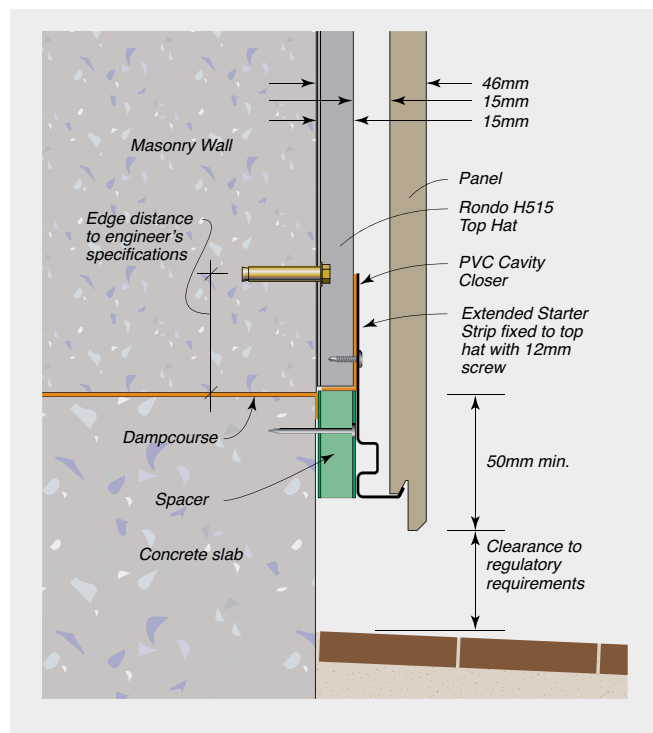 46mm
15mm
15mm
Masonry Wall
Panel
Rondo H515
Top Hat
Edge distance
to engineer's
specifications
PVC Cavity
Closer
Extended Starter
Strip fixed to top
hat with 12mm
screw
Dampcourse
50mm min.
Spacer
Concrete slab
Clearance to
regulatory
requirements